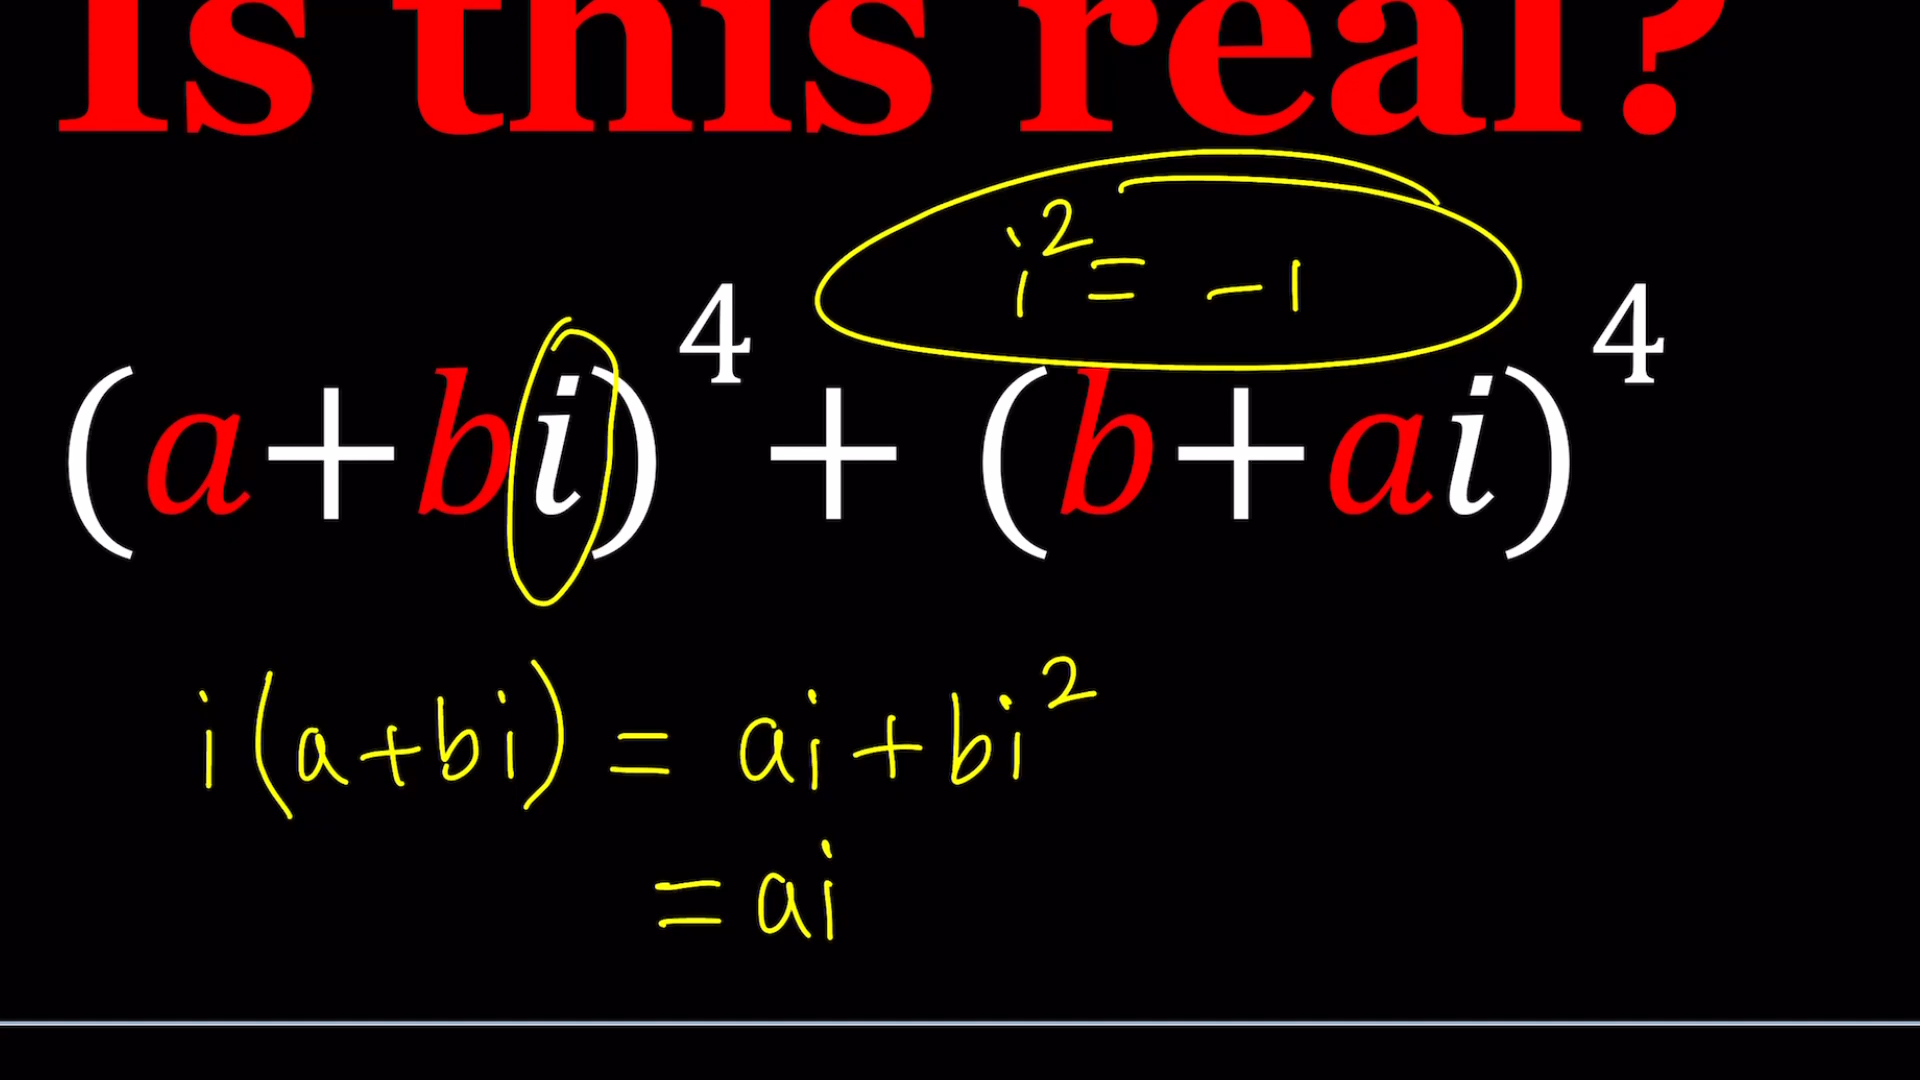 Is this real?
i² = -1
(a+bi)⁴ + (b+ai)⁴
i(a+bi) = ai+bi²
= ai